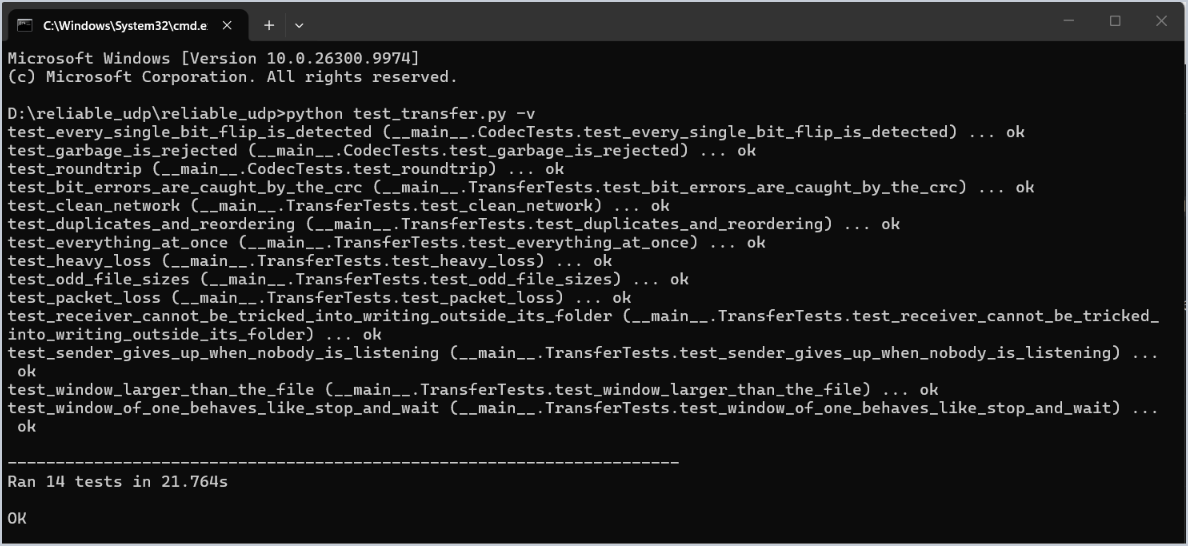 C:\Windows\System32\cmd.e
Microsoft Windows [Version 10.0.26300.9974]
(c) Microsoft Corporation. All rights reserved.
D:\reliable_udp\reliable_udp>python test_transfer.py -v
test_every_single_bit_flip_is_detected (__main__.CodecTests.test_every_single_bit_flip_is_detected) ... ok
test_garbage_is_rejected (__main__.CodecTests.test_garbage_is_rejected) ... ok
test_roundtrip (__main__.CodecTests.test_roundtrip) ... ok
test_bit_errors_are_caught_by_the_crc (__main__.TransferTests.test_bit_errors_are_caught_by_the_crc) ... ok
test_clean_network (__main__.TransferTests.test_clean_network) ... ok
test_duplicates_and_reordering (__main__.TransferTests.test_duplicates_and_reordering) ... ok
test_everything_at_once (__main__.TransferTests.test_everything_at_once) ... ok
test_heavy_loss (__main__.TransferTests.test_heavy_loss) ... ok
test_odd_file_sizes (__main__.TransferTests.test_odd_file_sizes) ... ok
test_packet_loss (__main__.TransferTests.test_packet_loss) ... ok
test_receiver_cannot_be_tricked_into_writing_outside_its_folder (__main__.TransferTests.test_receiver_cannot_be_tricked_
into_writing_outside_its_folder) ... ok
test_sender_gives_up_when_nobody_is_listening (__main__.TransferTests.test_sender_gives_up_when_nobody_is_listening) ...
ok
test_window_larger_than_the_file (__main__.TransferTests.test_window_larger_than_the_file) ... ok
test_window_of_one_behaves_like_stop_and_wait (__main__.TransferTests.test_window_of_one_behaves_like_stop_and_wait) ...
ok
----------------------------------------------------------------------
Ran 14 tests in 21.764s
OK